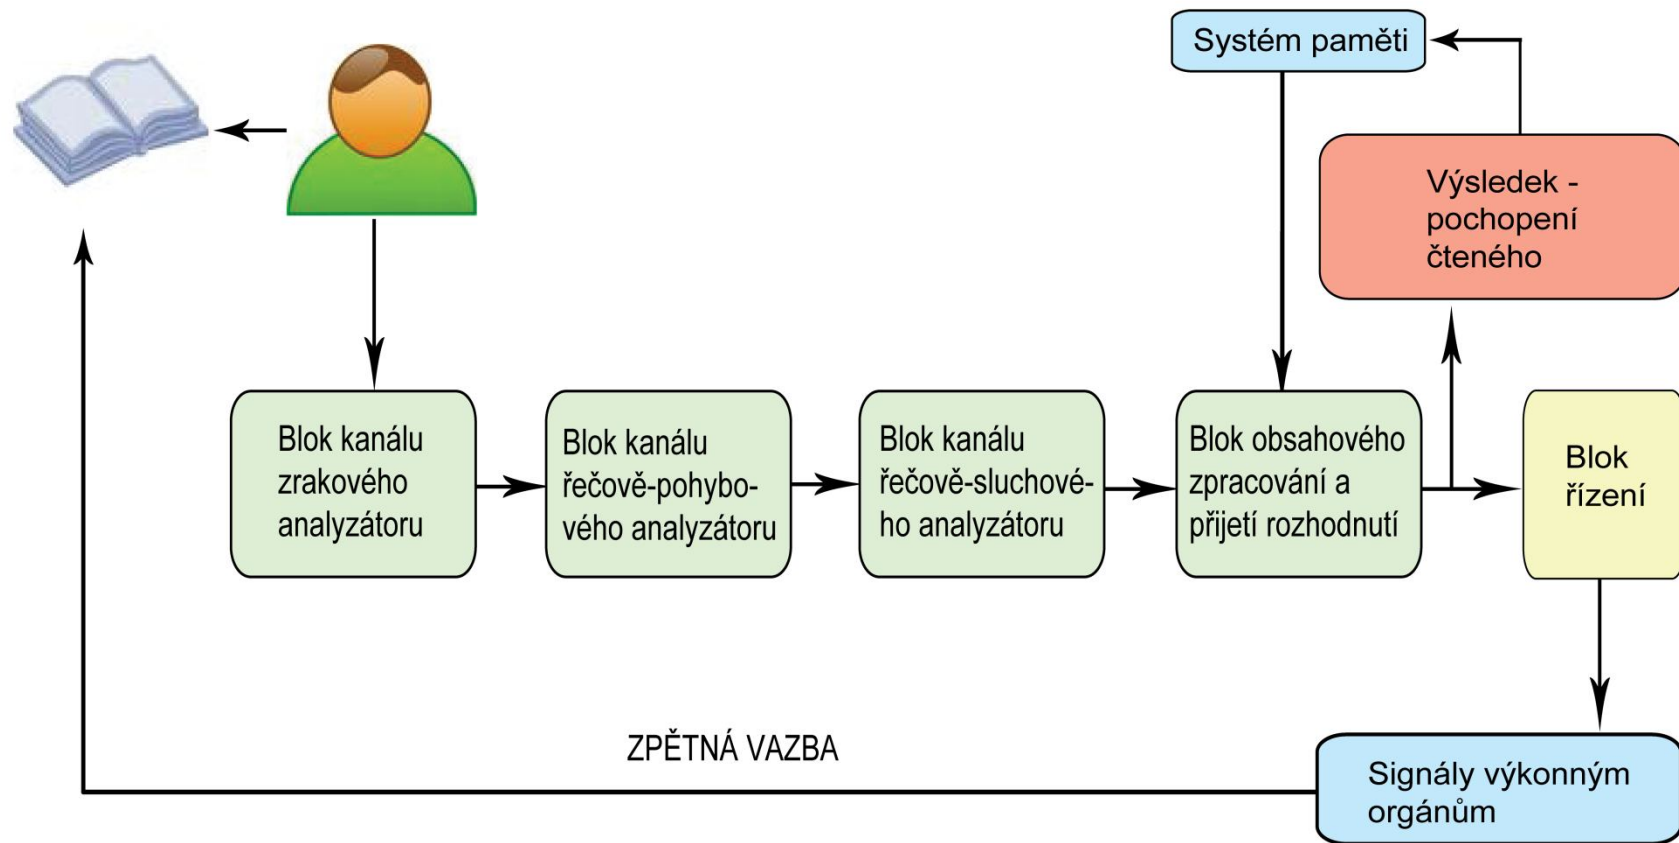 Systém paměti
Výsledek -
pochopení
čteného
Blok kanálu
zrakového
analyzátoru
Blok kanálu
řečově-pohybo-
vého analyzátoru
Blok kanálu
řečově-sluchové-
ho analyzátoru
Blok obsahového
zpracování a
přijetí rozhodnutí
Blok
řízení
ZPĚTNÁ VAZBA
Signály výkonným
orgánům